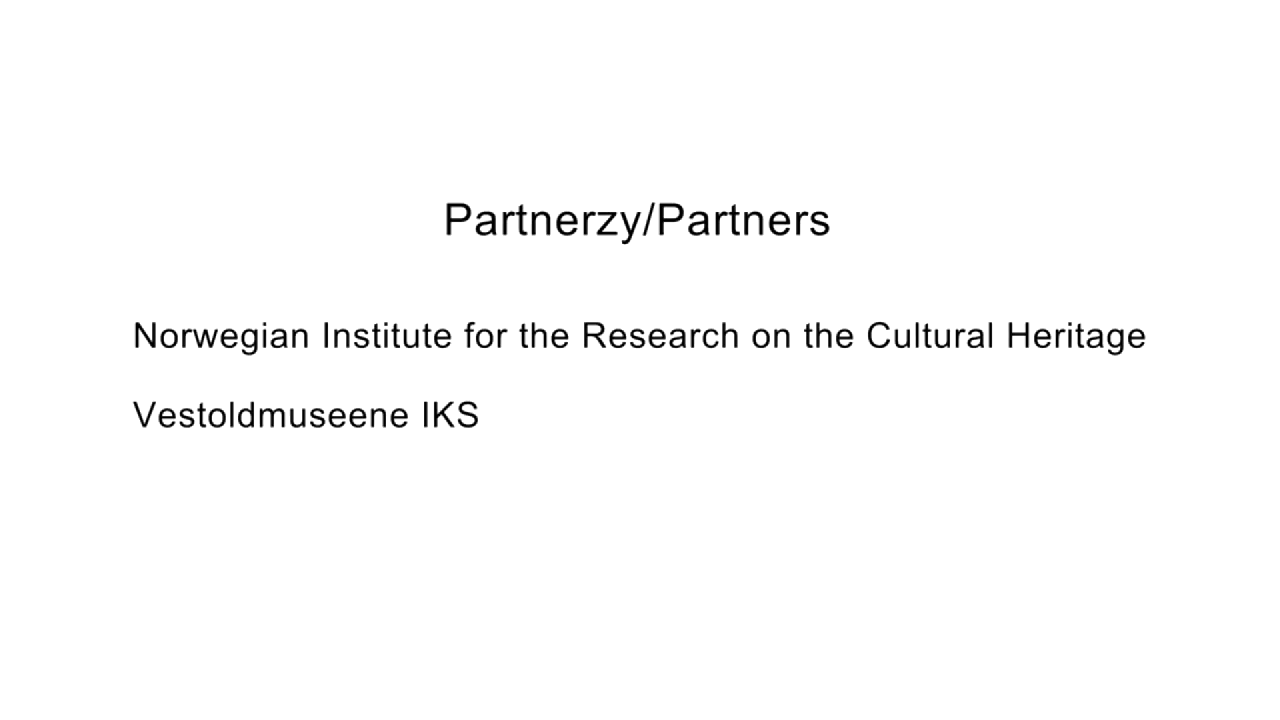 Partnerzy/Partners
Norwegian Institute for the Research on the Cultural Heritage
Vestoldmuseene IKS